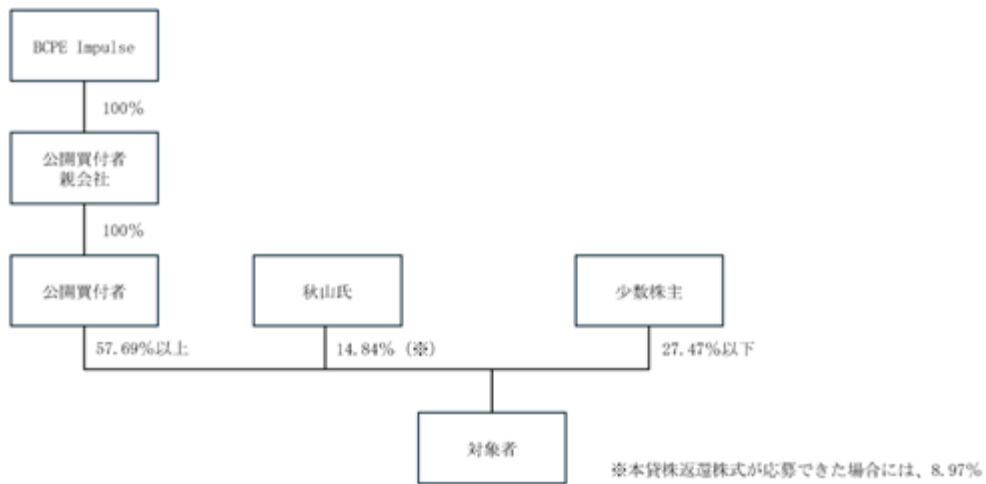 BCPE Impulse
100%
公開買付者
親会社
100%
公開買付者
秋山氏
少数株主
57.69%以上
14.84%（※）
27.47%以下
対象者
※本貸株返還株式が応募できた場合には、8.97%